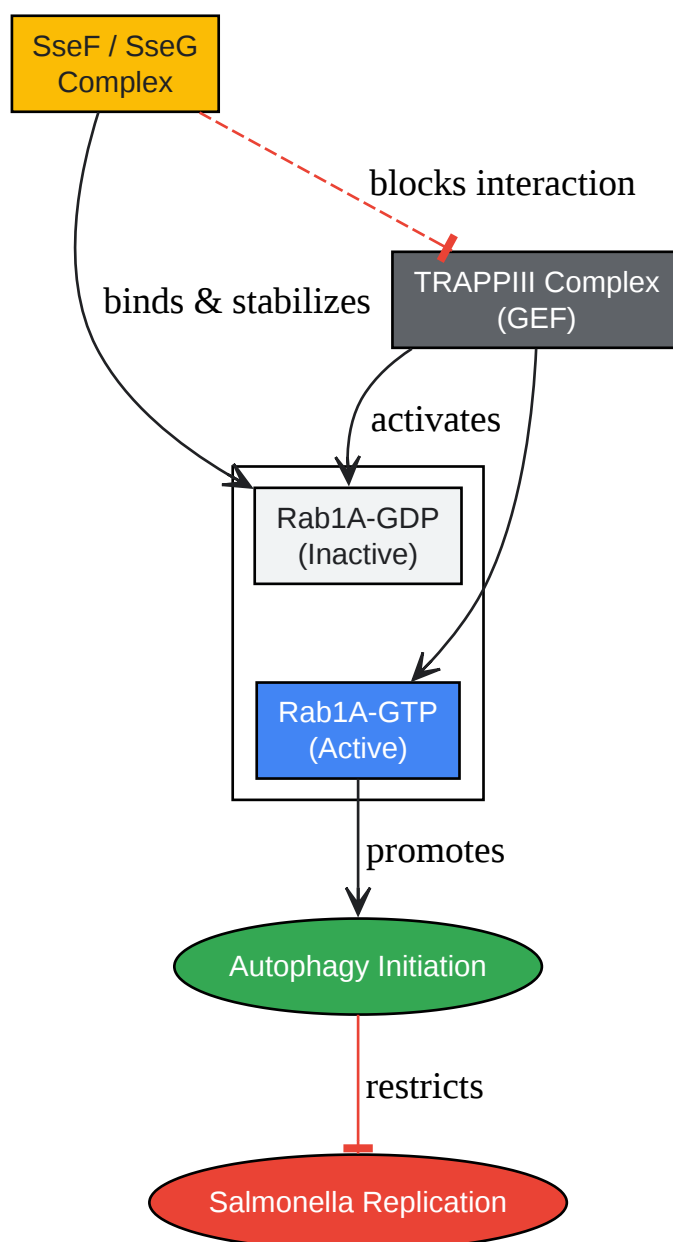 SseF / SseG
Complex
blocks interaction
TRAPPIII Complex
(GEF)
binds & stabilizes
activates
Rab1A-GDP
(Inactive)
Rab1A-GTP
(Active)
promotes
Autophagy Initiation
restricts
Salmonella Replication